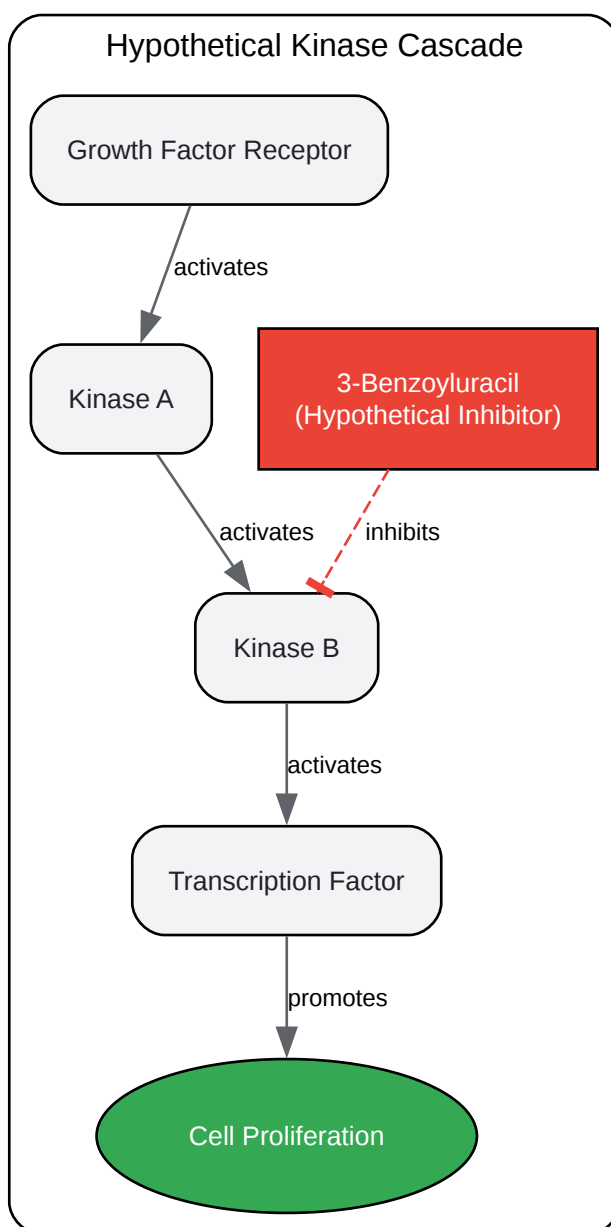 Hypothetical Kinase Cascade
Growth Factor Receptor
activates
Kinase A
3-Benzoyluracil
(Hypothetical Inhibitor)
activates
inhibits
Kinase B
activates
Transcription Factor
promotes
Cell Proliferation